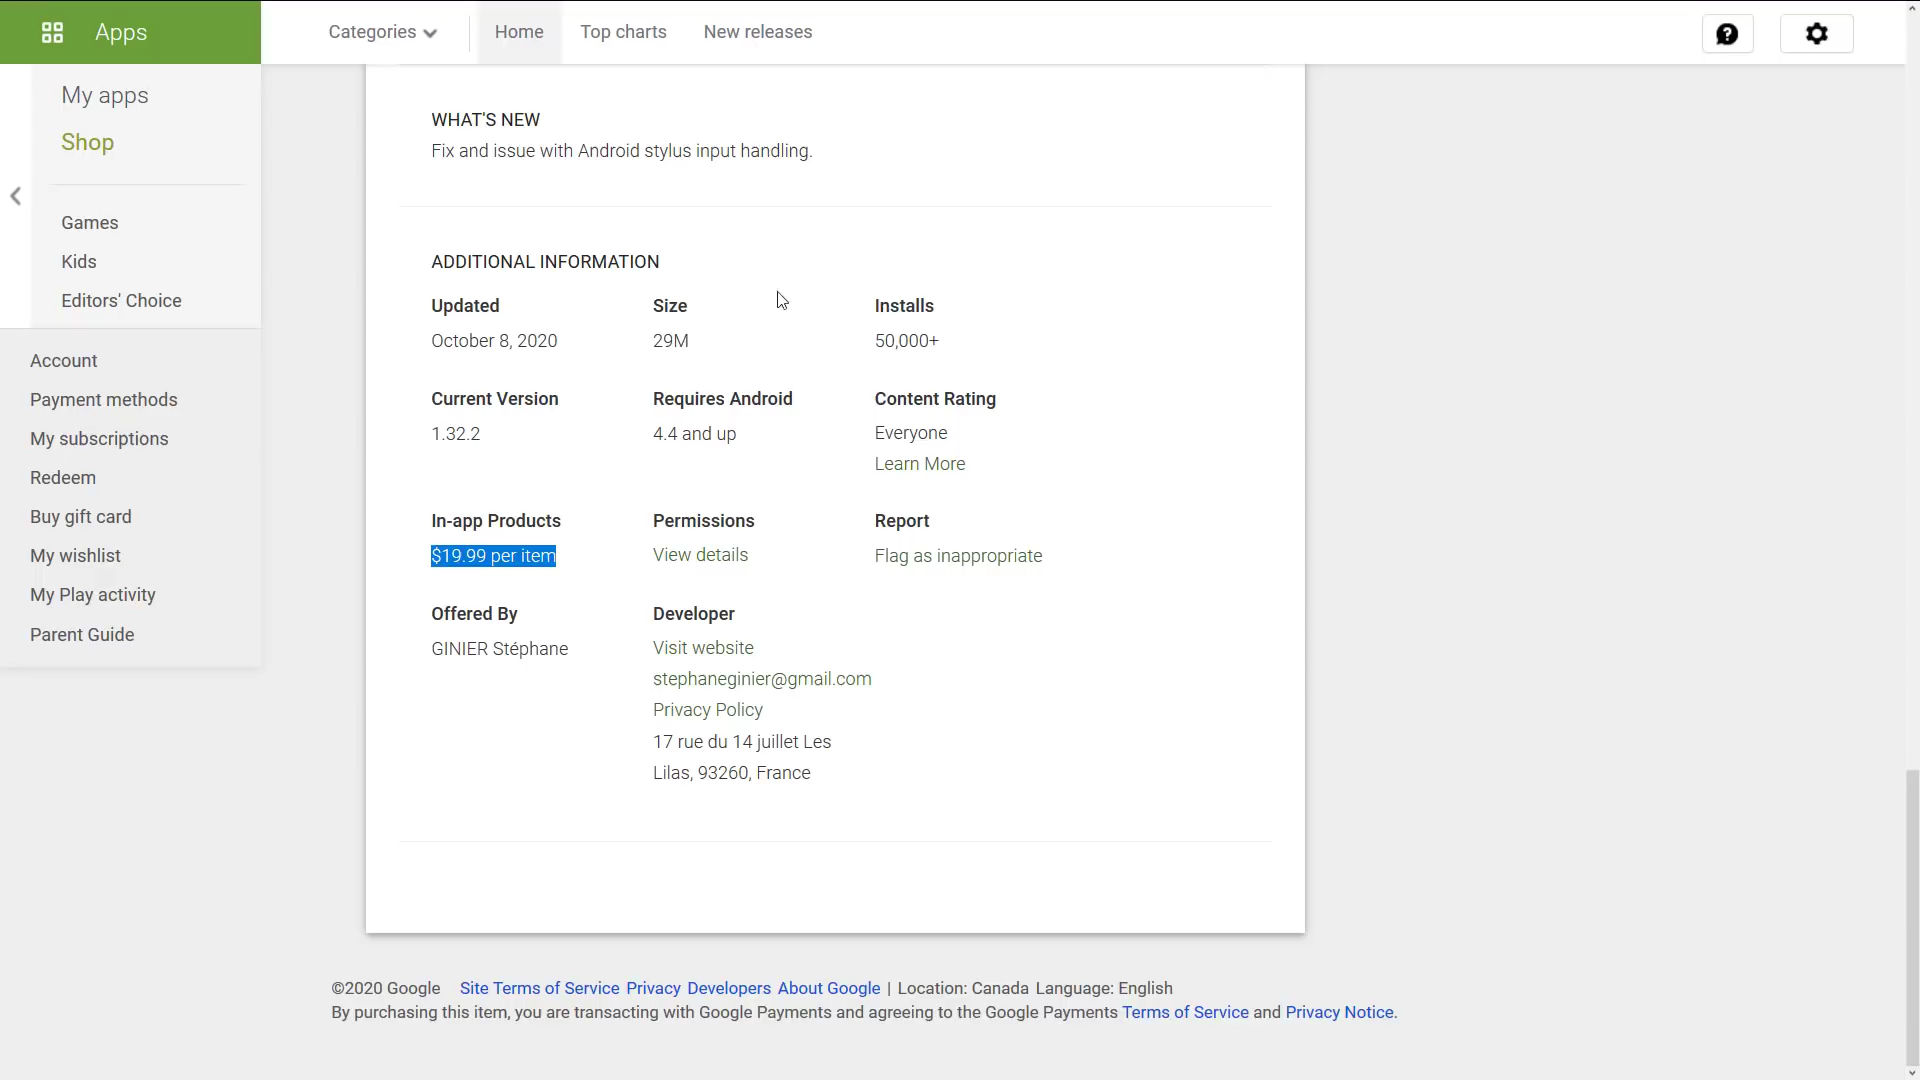 Apps
Categories
Home
Top charts
New releases
My apps
Shop
Games
Kids
Editors' Choice
Account
Payment methods
My subscriptions
Redeem
Buy gift card
My wishlist
My Play activity
Parent Guide
WHAT'S NEW
Fix and issue with Android stylus input handling.
ADDITIONAL INFORMATION
Updated
October 8, 2020
Size
29M
Installs
50,000+
Current Version
1.32.2
Requires Android
4.4 and up
Content Rating
Everyone
Learn More
In-app Products
$19.99 per item
Permissions
View details
Report
Flag as inappropriate
Offered By
GINIER Stéphane
Developer
Visit website
stephaneginier@gmail.com
Privacy Policy
17 rue du 14 juillet Les
Lilas, 93260, France
©2020 Google Site Terms of Service Privacy Developers About Google | Location: Canada Language: English
By purchasing this item, you are transacting with Google Payments and agreeing to the Google Payments Terms of Service and Privacy Notice.